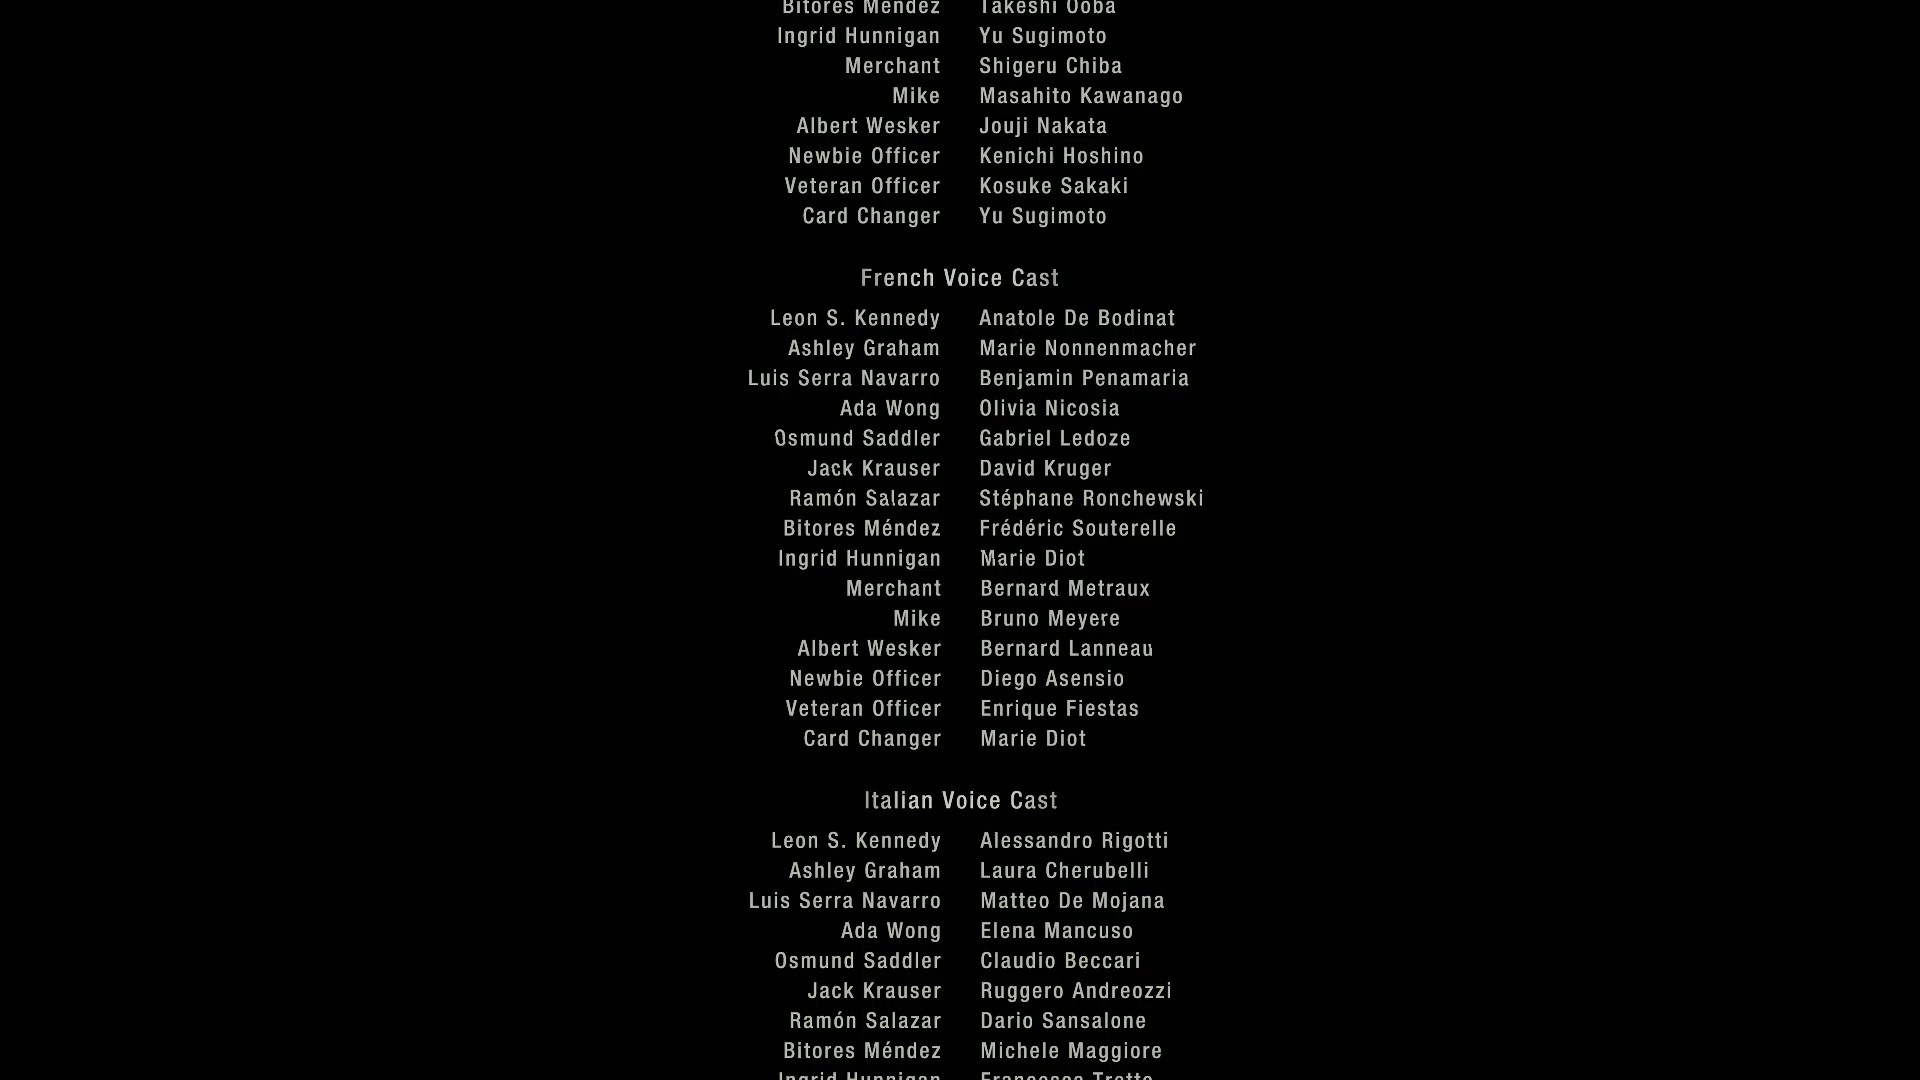 Bitores Méndez Takeshi Ooba
Ingrid Hunnigan Yu Sugimoto
Merchant Shigeru Chiba
Mike Masahito Kawanago
Albert Wesker Jouji Nakata
Newbie Officer Kenichi Hoshino
Veteran Officer Kosuke Sakaki
Card Changer Yu Sugimoto
French Voice Cast
Leon S. Kennedy Anatole De Bodinat
Ashley Graham Marie Nonnenmacher
Luis Serra Navarro Benjamin Penamaria
Ada Wong Olivia Nicosia
Osmund Saddler Gabriel Ledoze
Jack Krauser David Kruger
Ramón Salazar Stéphane Ronchewski
Bitores Méndez Frédéric Souterelle
Ingrid Hunnigan Marie Diot
Merchant Bernard Metraux
Mike Bruno Meyere
Albert Wesker Bernard Lanneau
Newbie Officer Diego Asensio
Veteran Officer Enrique Fiestas
Card Changer Marie Diot
Italian Voice Cast
Leon S. Kennedy Alessandro Rigotti
Ashley Graham Laura Cherubelli
Luis Serra Navarro Matteo De Mojana
Ada Wong Elena Mancuso
Osmund Saddler Claudio Beccari
Jack Krauser Ruggero Andreozzi
Ramón Salazar Dario Sansalone
Bitores Méndez Michele Maggiore
Ingrid Hunnigan